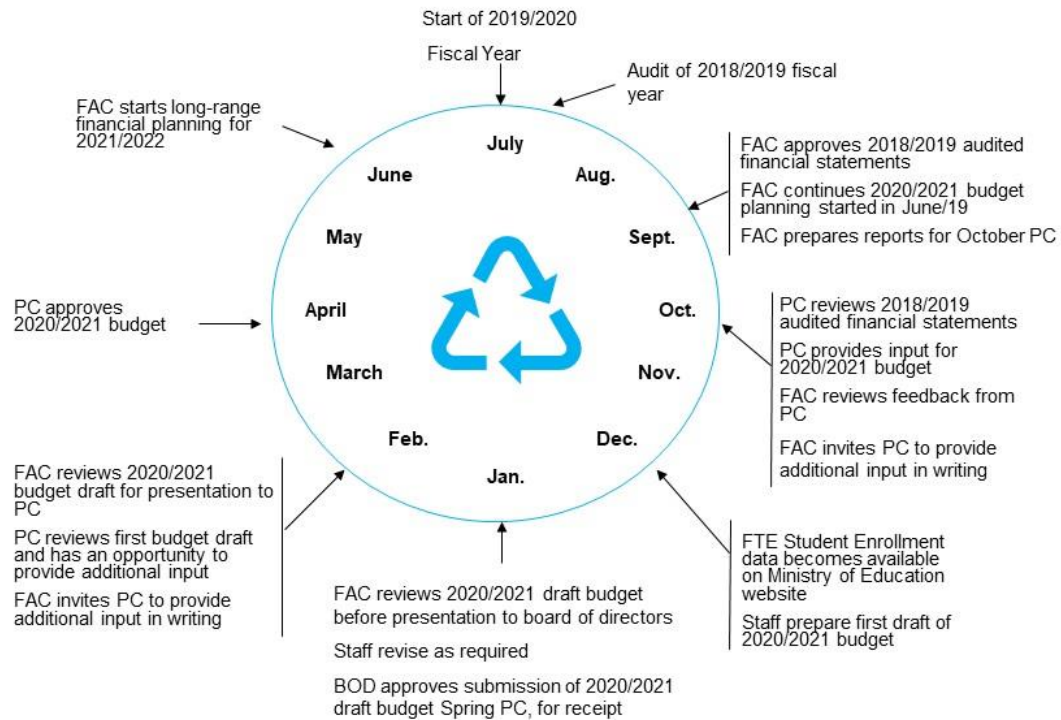 Start of 2019/2020
Fiscal Year
Audit of 2018/2019 fiscal
year
FAC starts long-range
financial planning for
2021/2022
July
June
Aug.
FAC approves 2018/2019 audited
financial statements
FAC continues 2020/2021 budget
planning started in June/19
FAC prepares reports for October PC
May
Sept.
PC approves
2020/2021 budget
April
Oct.
PC reviews 2018/2019
audited financial statements
PC provides input for
2020/2021 budget
FAC reviews feedback from
PC
FAC invites PC to provide
additional input in writing
March
Nov.
Feb.
Dec.
Jan.
FAC reviews 2020/2021
budget draft for presentation to
PC
PC reviews first budget draft
and has an opportunity to
provide additional input
FAC invites PC to provide
additional input in writing
FAC reviews 2020/2021 draft budget
before presentation to board of directors
Staff revise as required
BOD approves submission of 2020/2021
draft budget Spring PC, for receipt
FTE Student Enrollment
data becomes available
on Ministry of Education
website
Staff prepare first draft of
2020/2021 budget